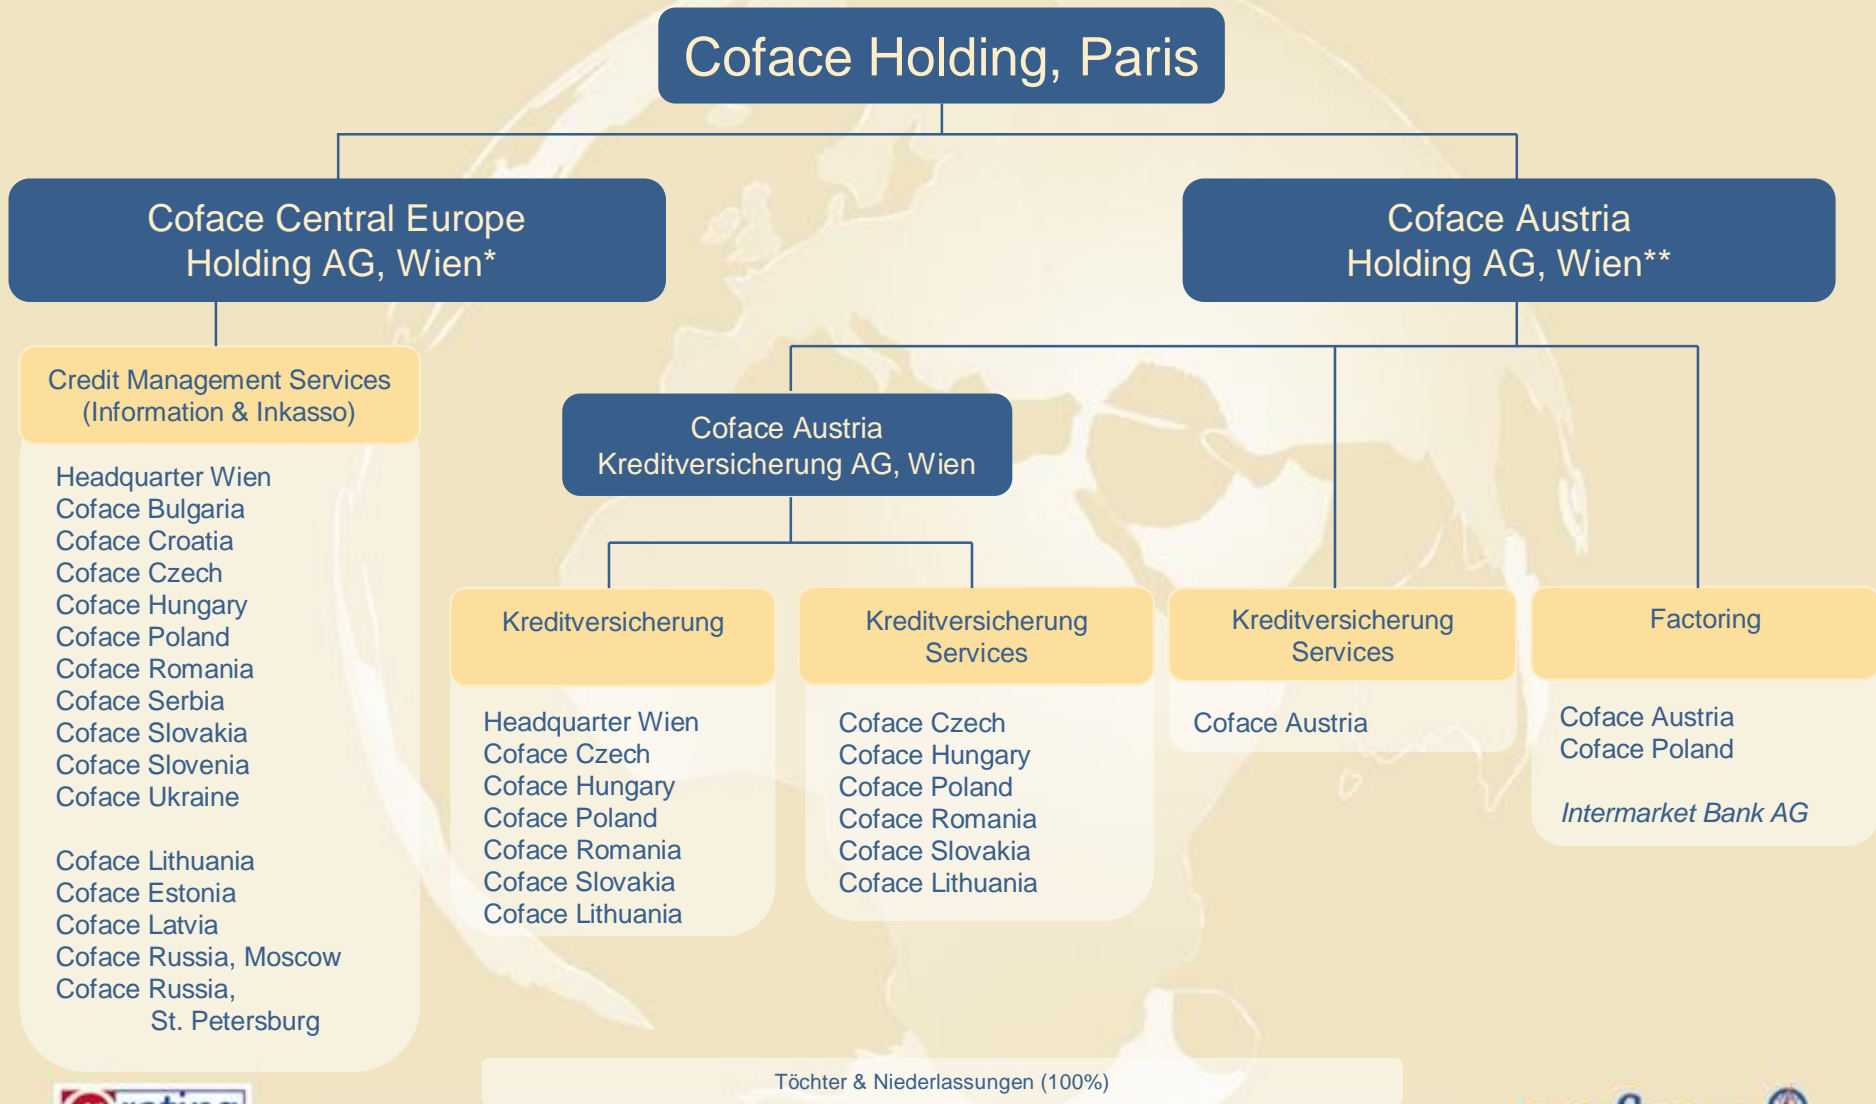 Coface Holding, Paris
Coface Central Europe
Holding AG, Wien*
Coface Austria
Holding AG, Wien**
Credit Management Services
(Information & Inkasso)
Headquarter Wien
Coface Bulgaria
Coface Croatia
Coface Czech
Coface Hungary
Coface Poland
Coface Romania
Coface Serbia
Coface Slovakia
Coface Slovenia
Coface Ukraine
Coface Lithuania
Coface Estonia
Coface Latvia
Coface Russia, Moscow
Coface Russia,
St. Petersburg
Coface Austria
Kreditversicherung AG, Wien
Kreditversicherung
Headquarter Wien
Coface Czech
Coface Hungary
Coface Poland
Coface Romania
Coface Slovakia
Coface Lithuania
Kreditversicherung
Services
Coface Czech
Coface Hungary
Coface Poland
Coface Romania
Coface Slovakia
Coface Lithuania
Kreditversicherung
Services
Coface Austria
Factoring
Coface Austria
Coface Poland
Intermarket Bank AG
Töchter & Niederlassungen (100%)
rating